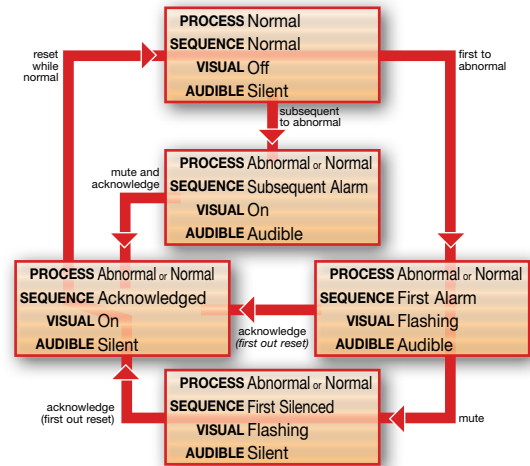 PROCESS Normal
SEQUENCE Normal
VISUAL Off
AUDIBLE Silent
reset
while
normal
first to
abnormal
subsequent
to abnormal
PROCESS Abnormal or Normal
SEQUENCE Subsequent Alarm
VISUAL On
AUDIBLE Audible
mute and
acknowledge
PROCESS Abnormal or Normal
SEQUENCE Acknowledged
VISUAL On
AUDIBLE Silent
acknowledge
(first out reset)
PROCESS Abnormal or Normal
SEQUENCE First Alarm
VISUAL Flashing
AUDIBLE Audible
acknowledge
(first out reset)
PROCESS Abnormal or Normal
SEQUENCE First Silenced
VISUAL Flashing
AUDIBLE Silent
mute